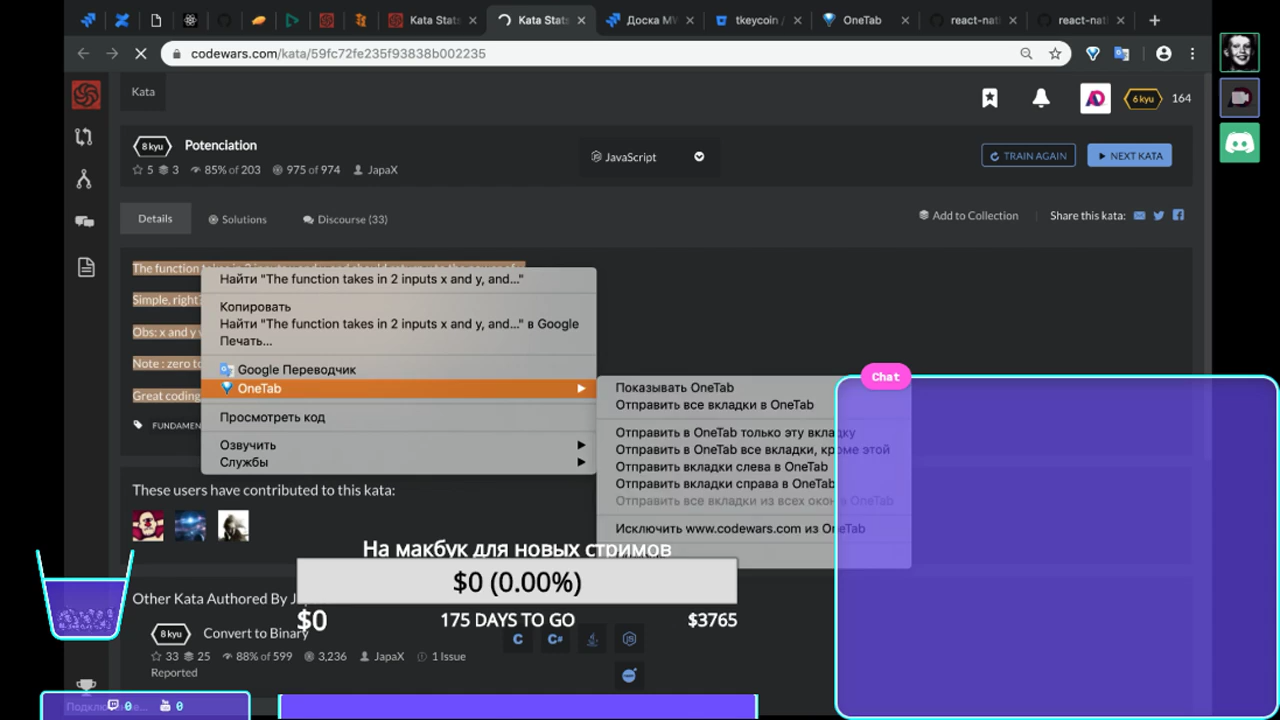 Kata Stats
Kata Stats
Доска MV
tkeycoin /
OneTab
react-nat
react-nat
codewars.com/kata/59fc72fe235f93838b002235
Kata
6 kyu
164
8 kyu
Potenciation
JavaScript
TRAIN AGAIN
NEXT KATA
5 3 85% of 203 975 of 974 JapaX
Details
Solutions
Discourse (33)
Add to Collection
Share this kata:
The function
Найти "The function takes in 2 inputs x and y, and..."
Simple, right
Копировать
Найти "The function takes in 2 inputs x and y, and..." в Google
Obs: x and y
Печать...
Note : zero to
Google Переводчик
OneTab
Показывать OneTab
Great coding
Отправить все вкладки в OneTab
Просмотреть код
FUNDAMEN
Отправить в OneTab только эту вкладку
Озвучить
Отправить в OneTab все вкладки, кроме этой
Службы
Отправить вкладки слева в OneTab
Отправить вкладки справа в OneTab
Отправить все вкладки из всех окон в OneTab
Исключить www.codewars.com из OneTab
Chat
These users have contributed to this kata:
На макбук для новых стримов
$0 (0.00%)
Other Kata Authored By J
$0
175 DAYS TO GO
$3765
8 kyu
Convert to Binary
C
C#
33 25 88% of 599 3,236 JapaX 1 Issue
Reported
0
0